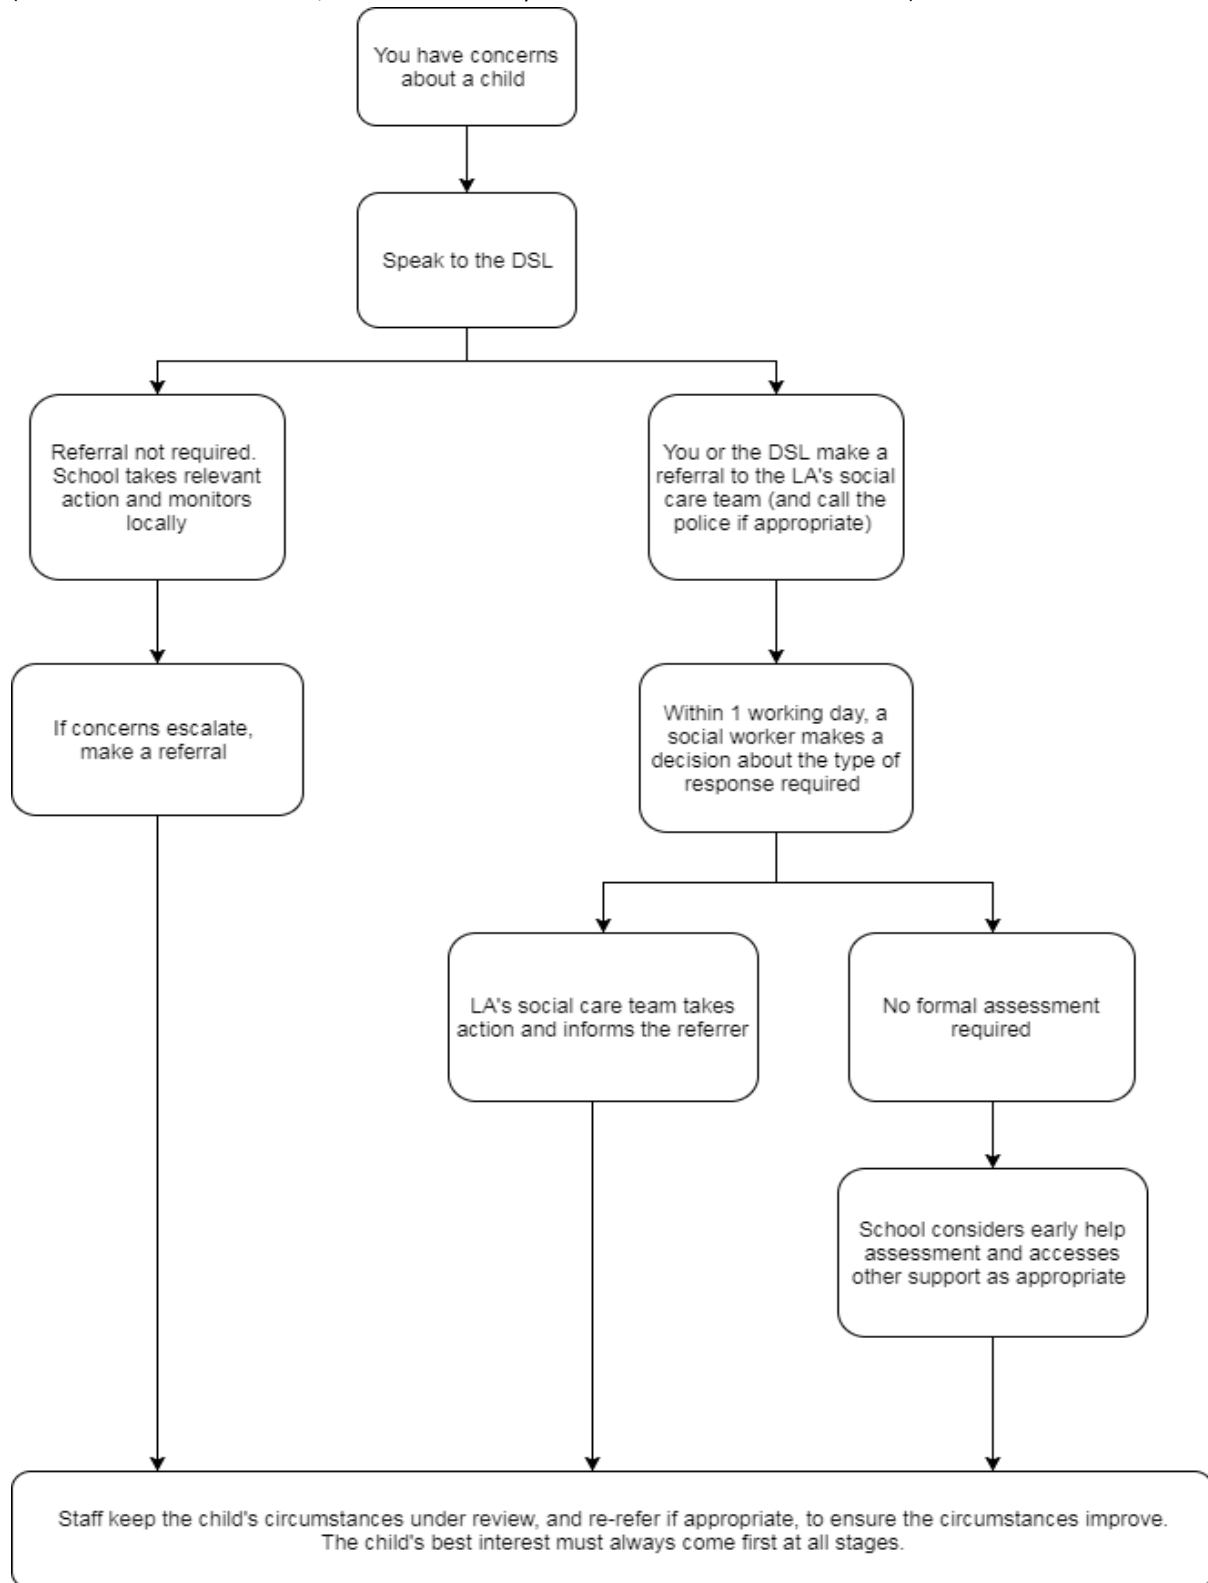 You have concerns
about a child
Speak to the DSL
Referral not required.
School takes relevant
action and monitors
locally
You or the DSL make a
referral to the LA's social
care team (and call the
police if appropriate)
If concerns escalate,
make a referral
Within 1 working day, a
social worker makes a
decision about the type of
response required
LA's social care team takes
action and informs the referrer
No formal assessment
required
School considers early help
assessment and accesses
other support as appropriate
Staff keep the child's circumstances under review, and re-refer if appropriate, to ensure the circumstances improve.
The child's best interest must always come first at all stages.